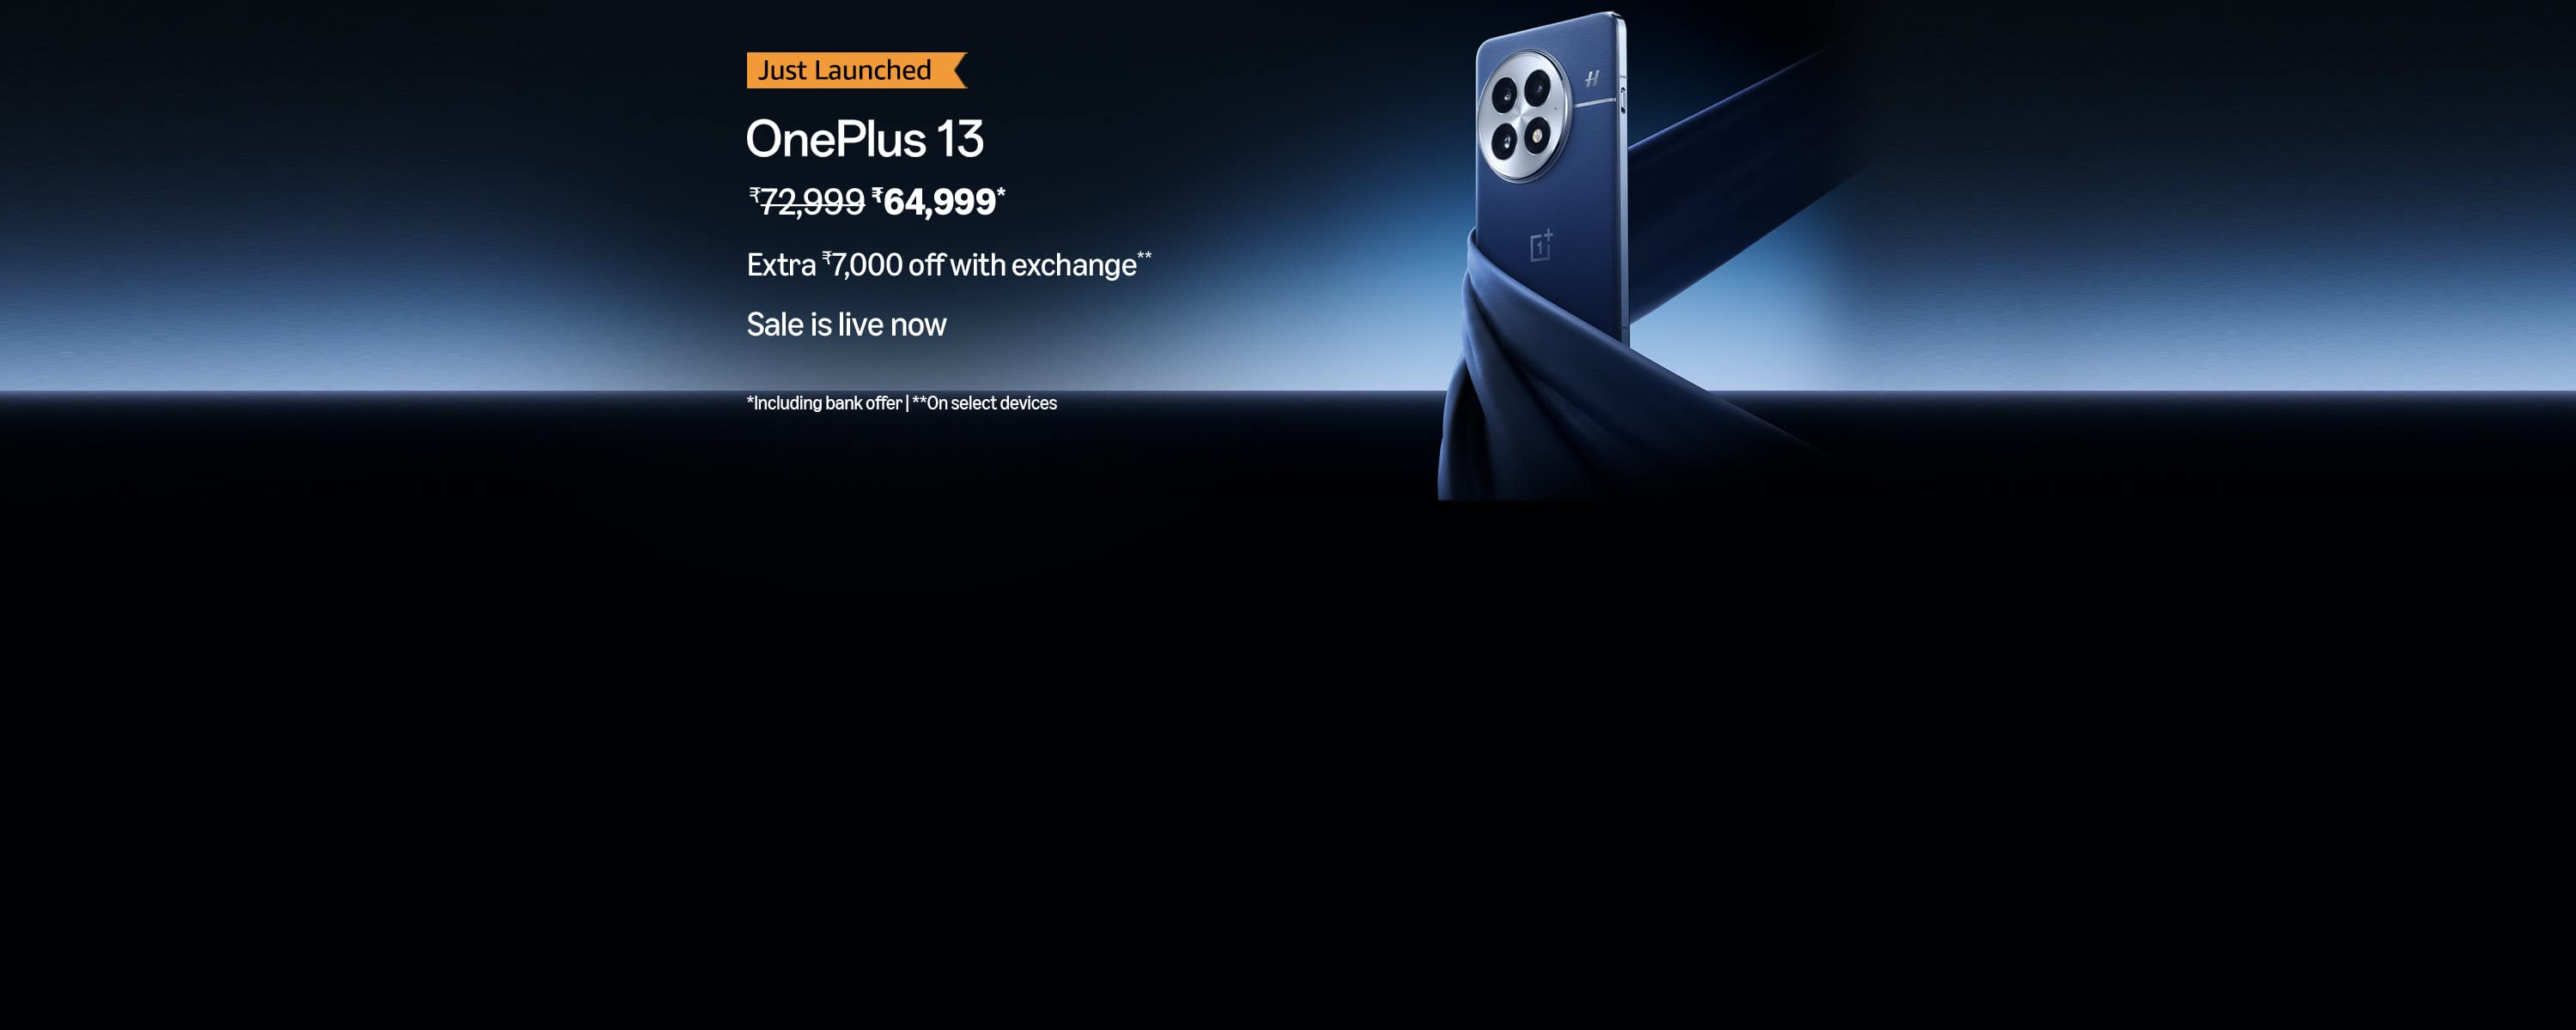 Just Launched
OnePlus 13
₹72,999 ₹64,999*
Extra ₹7,000 off with exchange**
Sale is live now
*Including bank offer | **On select devices